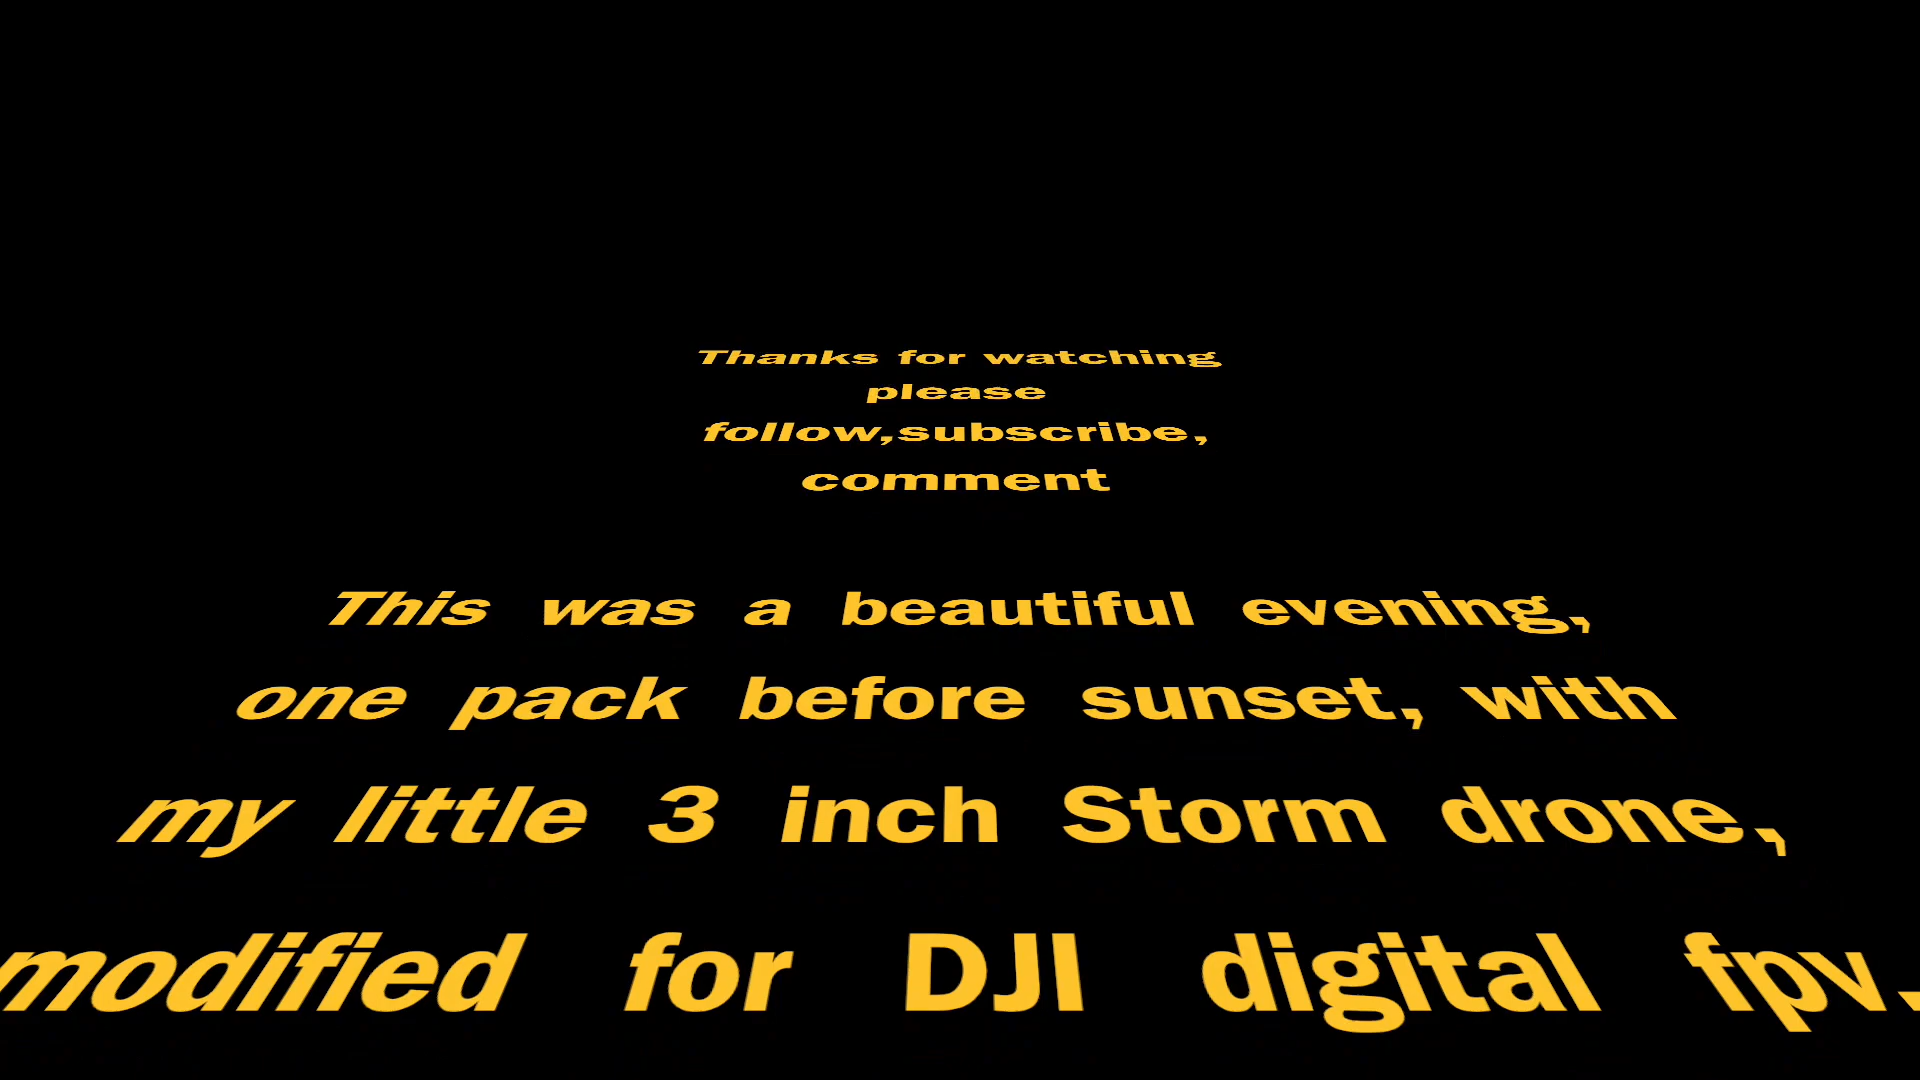 Thanks for watching
please
follow,subscribe,
comment
This was a beautiful evening,
one pack before sunset, with
my little 3 inch Storm drone,
modified for DJI digital fpv.